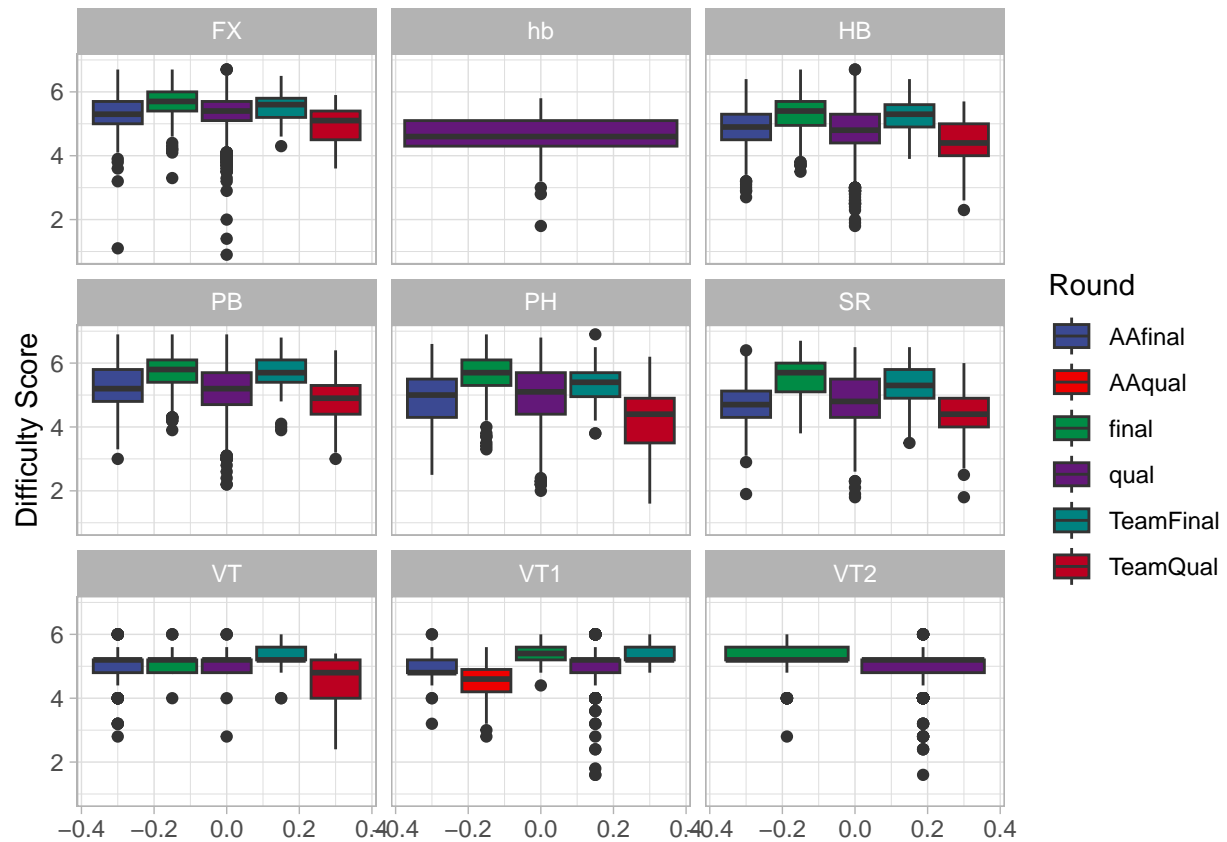 FX hb HB
6
4
2
PB PH SR
6
4
2
VT VT1 VT2
6
4
2
−0.4 −0.2 0.0 0.2 0.4 −0.4 −0.2 0.0 0.2 0.4 −0.4 −0.2 0.0 0.2 0.4
Difficulty Score
Round
AAfinal
AAqual
final
qual
TeamFinal
TeamQual